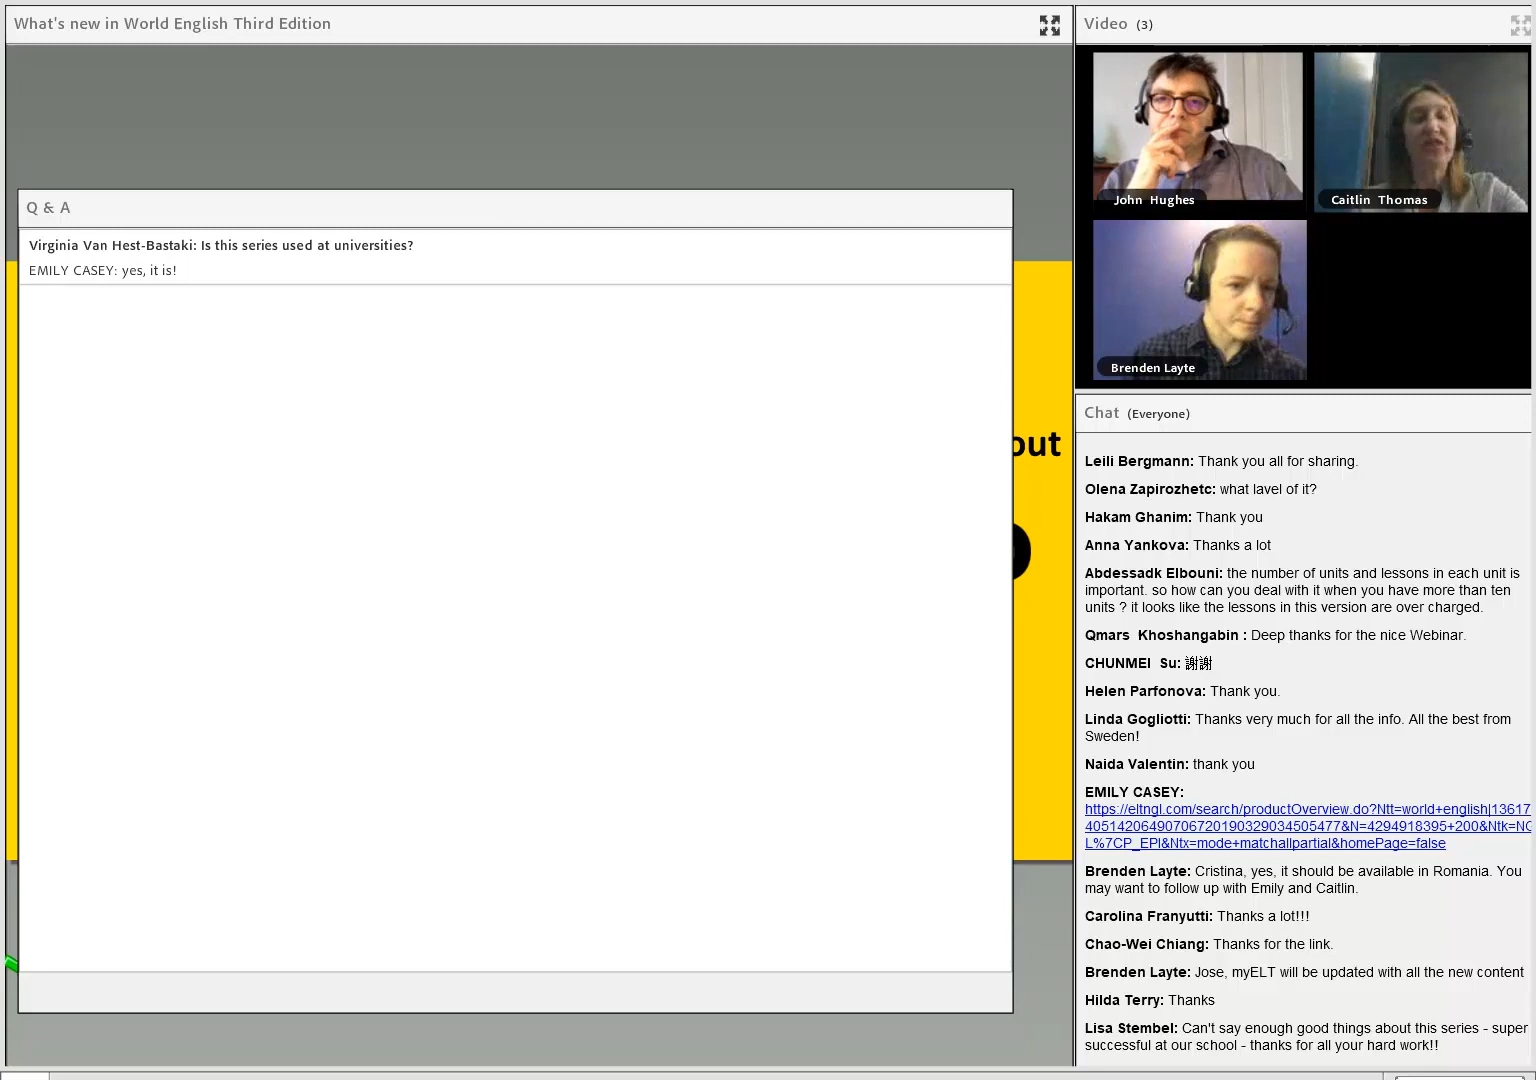 What's new in World English Third Edition
Video (3)
John Hughes
Caitlin Thomas
Brenden Layte
Q & A
Virginia Van Hest-Bastaki: Is this series used at universities?
EMILY CASEY: yes, it is!
out
Chat (Everyone)
Leili Bergmann: Thank you all for sharing.
Olena Zapirozhetc: what lavel of it?
Hakam Ghanim: Thank you
Anna Yankova: Thanks a lot
Abdessadk Elbouni: the number of units and lessons in each unit is
important. so how can you deal with it when you have more than ten
units ? it looks like the lessons in this version are over charged.
Qmars Khoshangabin : Deep thanks for the nice Webinar.
CHUNMEI Su: 謝謝
Helen Parfonova: Thank you.
Linda Gogliotti: Thanks very much for all the info. All the best from
Sweden!
Naida Valentin: thank you
EMILY CASEY:
https://eltngl.com/search/productOverview.do?Ntt=world+english|13617
40514206490706720190329034505477&N=4294918395+200&Ntk=NG
L%7CP_EPI&Ntx=mode+matchallpartial&homePage=false
Brenden Layte: Cristina, yes, it should be available in Romania. You
may want to follow up with Emily and Caitlin.
Carolina Franyutti: Thanks a lot!!!
Chao-Wei Chiang: Thanks for the link.
Brenden Layte: Jose, myELT will be updated with all the new content
Hilda Terry: Thanks
Lisa Stembel: Can't say enough good things about this series - super
successful at our school - thanks for all your hard work!!